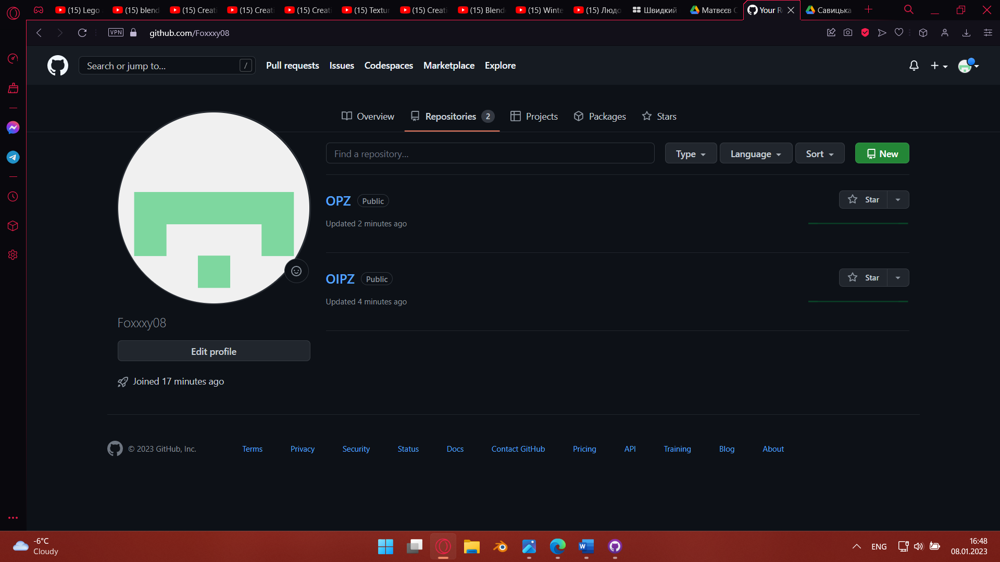 (15) Lego
(15) blend
(15) Creati
(15) Creati
(15) Creati
(15) Textur
(15) Creati
(15) Blend
(15) Winte
(15) Людо
Швидкий
Матвєєв С
Your R
Савицька
VPN
github.com/Foxxxy08
Search or jump to...
/
Pull requests
Issues
Codespaces
Marketplace
Explore
Overview
Repositories 2
Projects
Packages
Stars
Find a repository...
Type
Language
Sort
New
OPZ Public
Star
Updated 2 minutes ago
OIPZ Public
Star
Updated 4 minutes ago
Foxxxy08
Edit profile
Joined 17 minutes ago
© 2023 GitHub, Inc.
Terms
Privacy
Security
Status
Docs
Contact GitHub
Pricing
API
Training
Blog
About
-6°C
Cloudy
W
ENG
16:48
08.01.2023